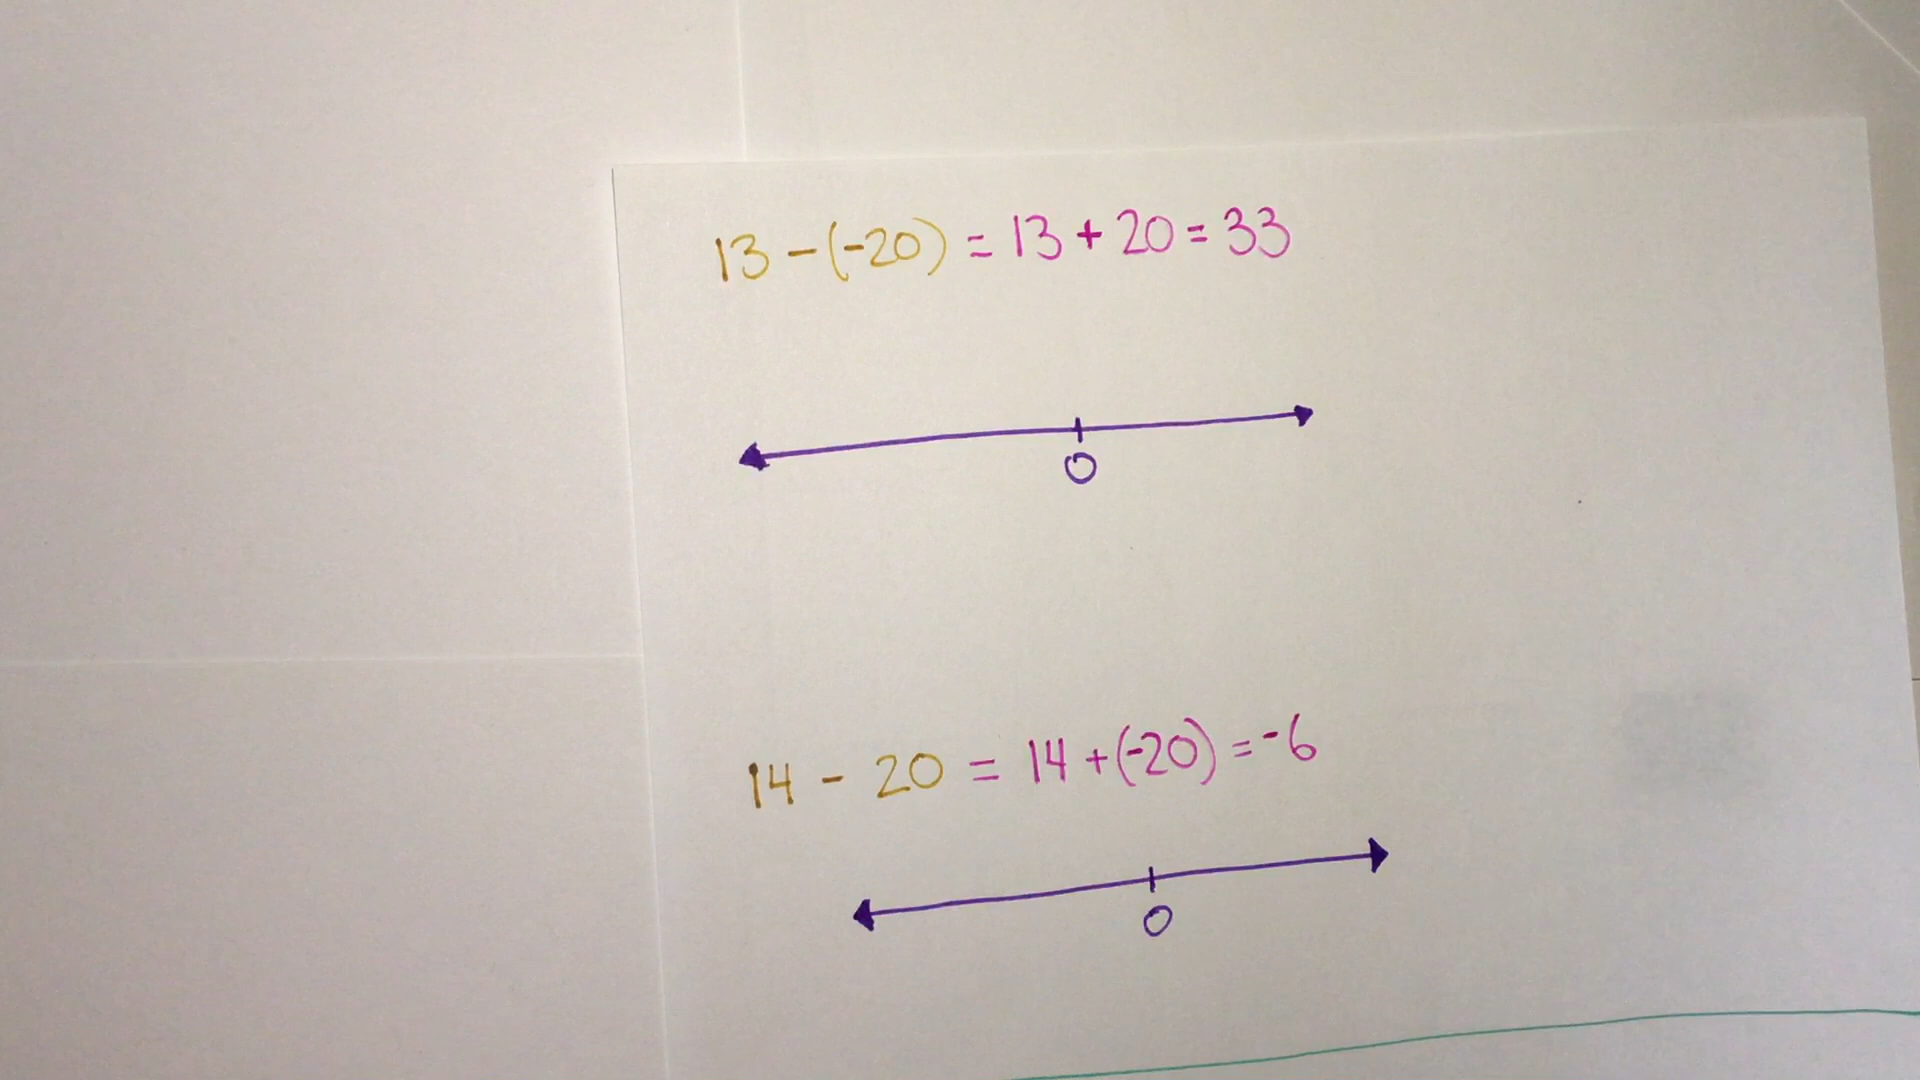 13 - (-20) = 13 + 20 = 33
0
14 - 20 = 14 + (-20) = -6
0